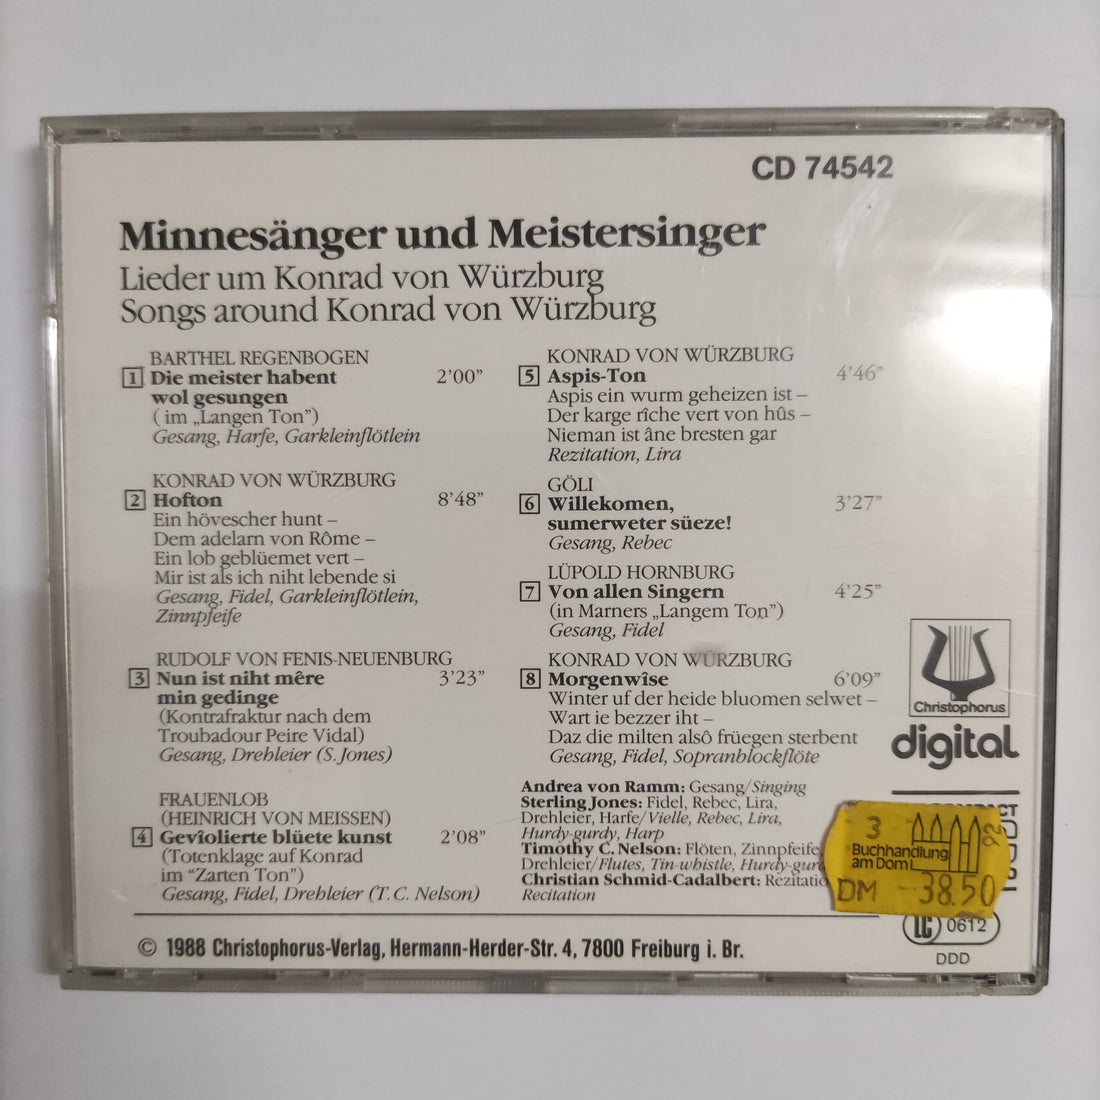 CD 74542
Minnesänger und Meistersinger
Lieder um Konrad von Würzburg
Songs around Konrad von Würzburg
BARTHEL REGENBOGEN
1 Die meister habent 2’00”
wol gesungen
( im „Langen Ton”)
Gesang, Harfe, Garkleinflötlein
KONRAD VON WÜRZBURG
2 Hofton 8’48”
Ein hövescher hunt –
Dem adelarn von Rôme –
Ein lob geblüemet vert –
Mir ist als ich niht lebende si
Gesang, Fidel, Garkleinflötlein,
Zinnpfeife
RUDOLF VON FENIS-NEUENBURG
3 Nun ist niht mêre 3’23”
min gedinge
(Kontrafraktur nach dem
Troubadour Peire Vidal)
Gesang, Drehleier (S. Jones)
FRAUENLOB
(HEINRICH VON MEISSEN)
4 Gevîolierte blüete kunst 2’08”
(Totenklage auf Konrad
im “Zarten Ton”)
Gesang, Fidel, Drehleier (T. C. Nelson)
KONRAD VON WÜRZBURG
5 Aspis-Ton 4’46”
Aspis ein wurm geheizen ist –
Der karge rîche vert von hûs –
Nieman ist âne bresten gar
Rezitation, Lira
GÖLI
6 Willekomen, 3’27”
sumerweter süeze!
Gesang, Rebec
LÜPOLD HORNBURG
7 Von allen Singern 4’25”
(in Marners „Langem Ton”)
Gesang, Fidel
KONRAD VON WÜRZBURG
8 Morgenwîse 6’09”
Winter uf der heide bluomen selwet –
Wart ie bezzer iht –
Daz die milten alsô früegen sterbent
Gesang, Fidel, Sopranblockflöte
Andrea von Ramm: Gesang/Singing
Sterling Jones: Fidel, Rebec, Lira,
Drehleier, Harfe/Vielle, Rebec, Lira,
Hurdy-gurdy, Harp
Timothy C. Nelson: Flöten, Zinnpfeife,
Drehleier/Flutes, Tin-whistle, Hurdy-gurd
Christian Schmid-Cadalbert: Rezitatio
Recitation
Christophorus
digital
3
Buchhandlung
am Dom
DM 38.50
LC 0612
DDD
© 1988 Christophorus-Verlag, Hermann-Herder-Str. 4, 7800 Freiburg i. Br.